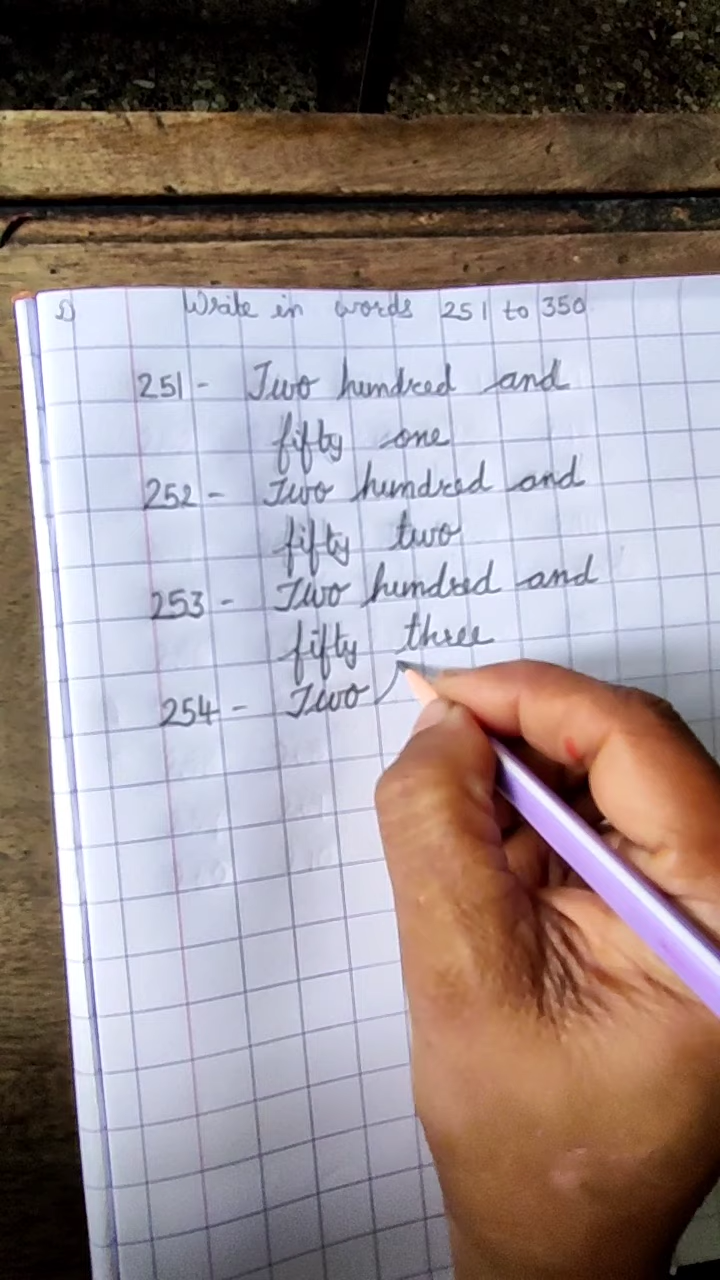 1) Write in words 251 to 350
251 - Two hundred and
fifty one
252 - Two hundred and
fifty two
253 - Two hundred and
fifty three
254 - Two